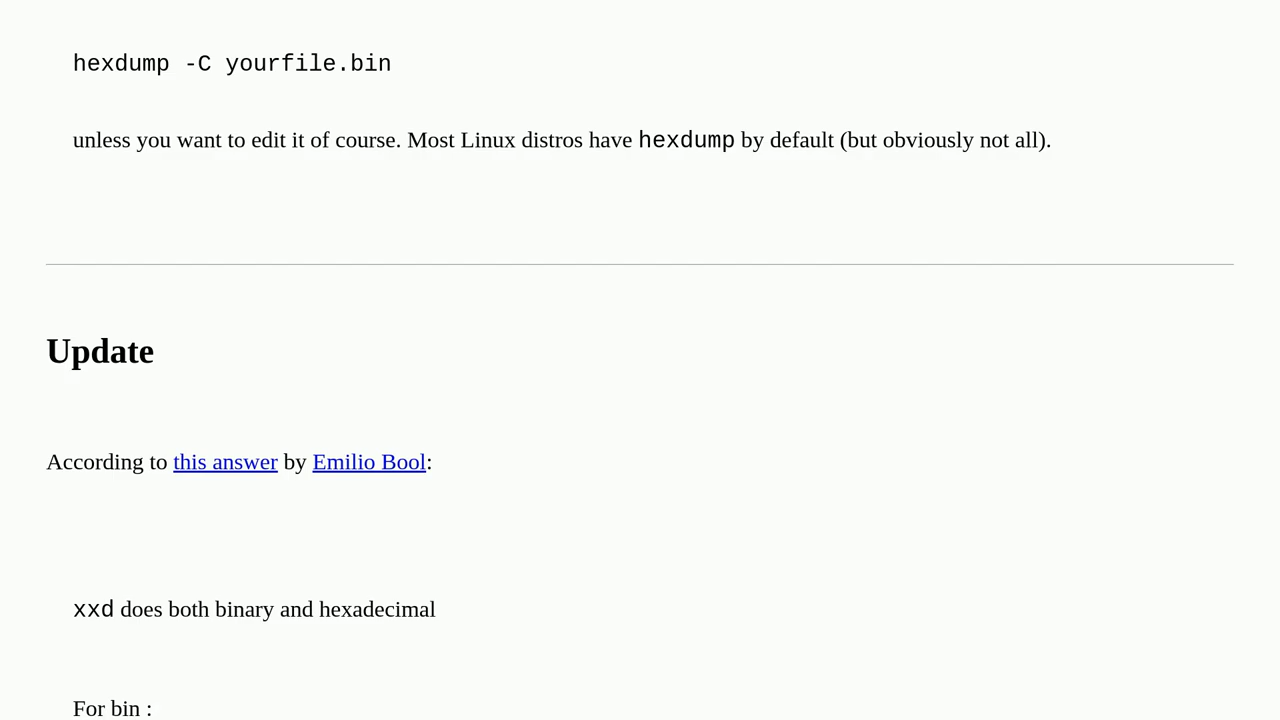 hexdump -C yourfile.bin
unless you want to edit it of course. Most Linux distros have hexdump by default (but obviously not all).
Update
According to this answer by Emilio Bool:
xxd does both binary and hexadecimal
For bin :